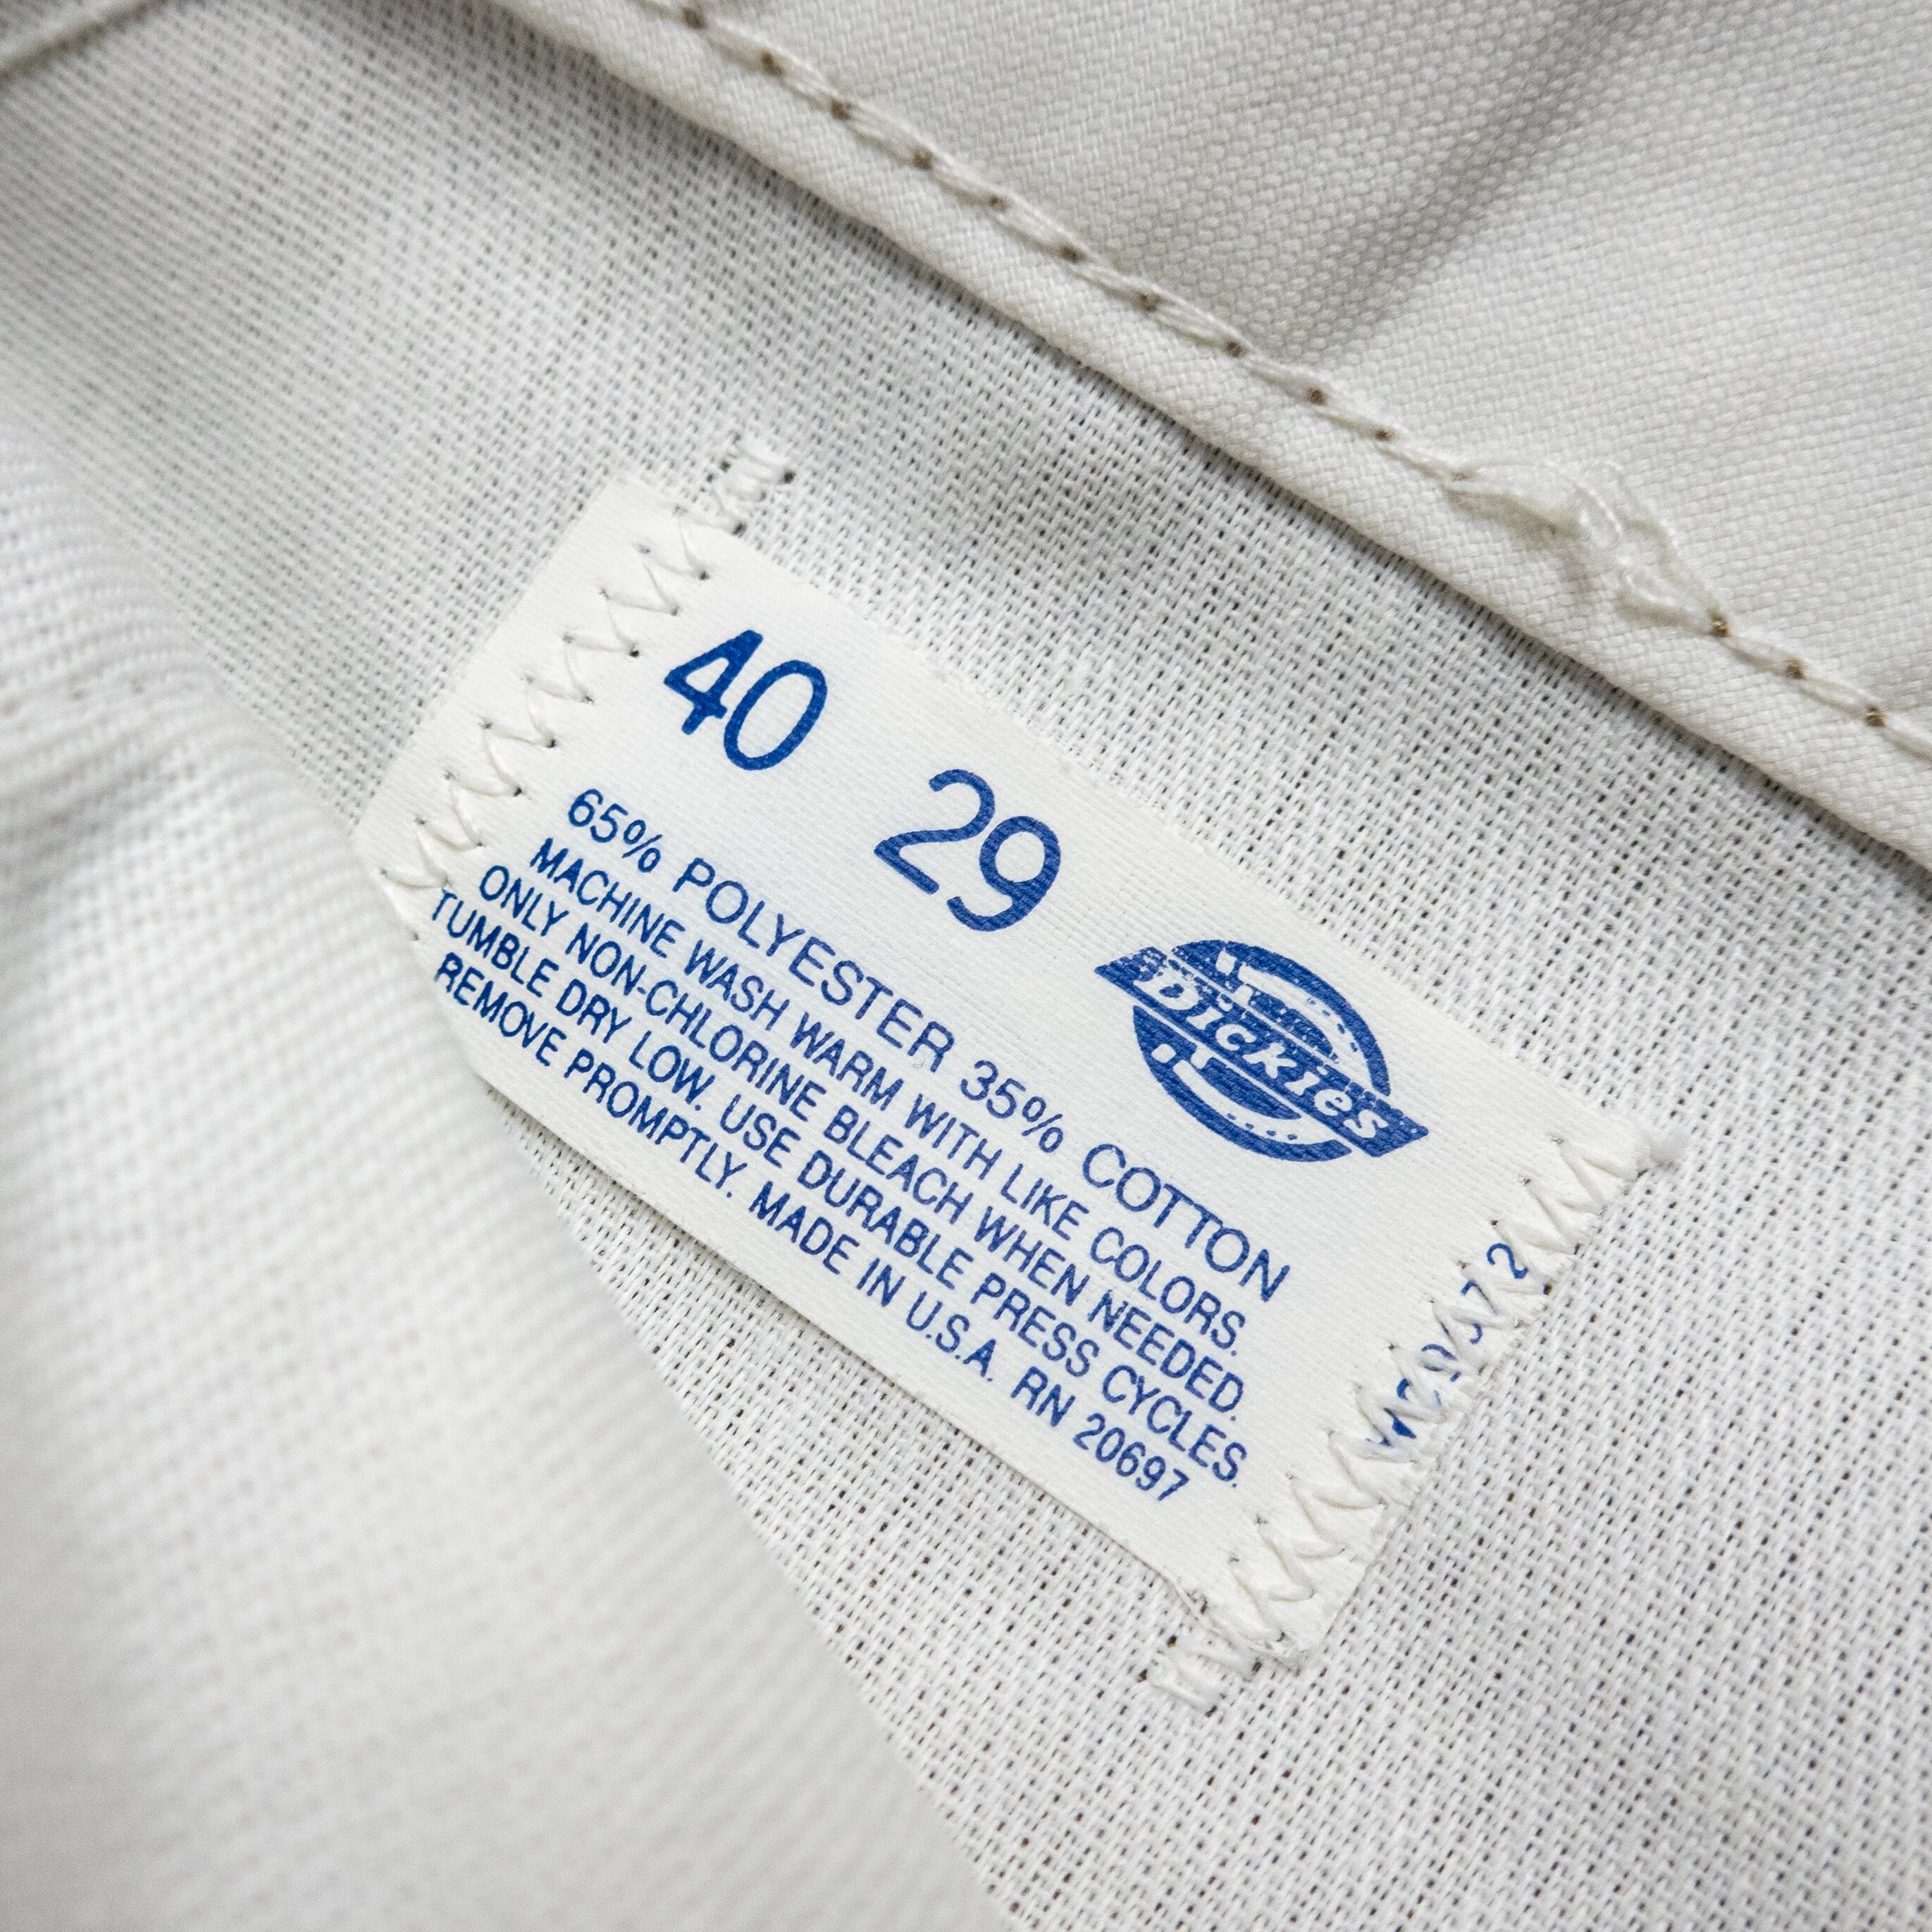 40 29
Dickies
65% POLYESTER 35% COTTON
MACHINE WASH WARM WITH LIKE COLORS.
ONLY NON-CHLORINE BLEACH WHEN NEEDED.
TUMBLE DRY LOW. USE DURABLE PRESS CYCLES.
REMOVE PROMPTLY. MADE IN U.S.A. RN 20697